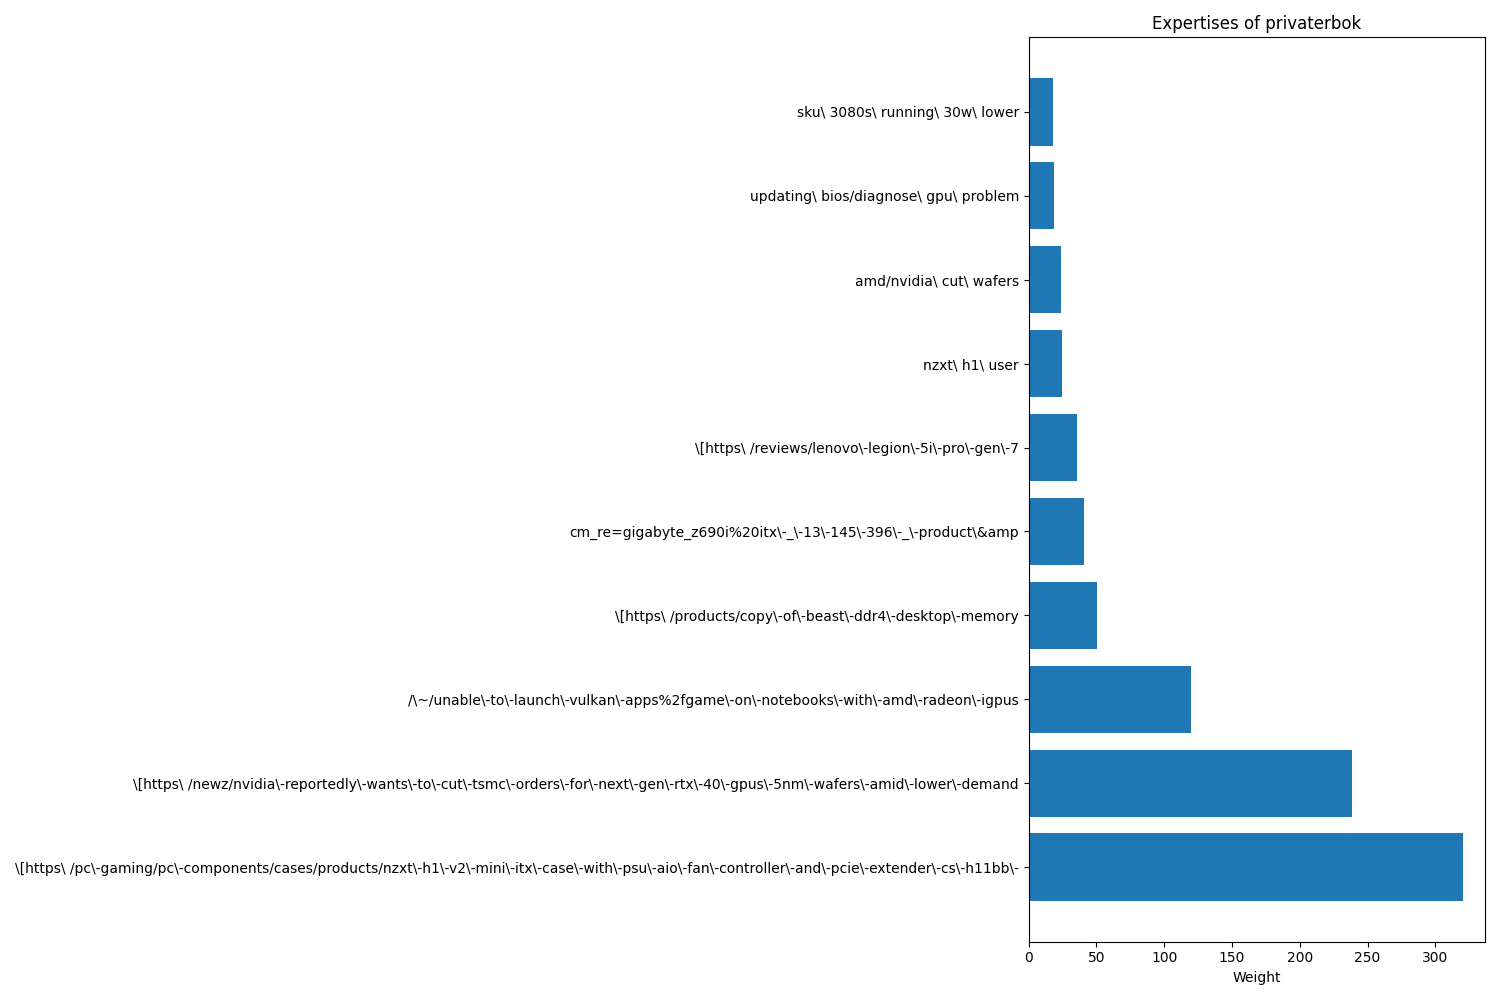 Expertises of privaterbok
sku\ 3080s\ running\ 30w\ lower
updating\ bios/diagnose\ gpu\ problem
amd/nvidia\ cut\ wafers
nzxt\ h1\ user
\[https\ /reviews/lenovo\-legion\-5i\-pro\-gen\-7
cm_re=gigabyte_z690i%20itx\-_\-13\-145\-396\-_\-product\&amp
\[https\ /products/copy\-of\-beast\-ddr4\-desktop\-memory
/\~/unable\-to\-launch\-vulkan\-apps%2fgame\-on\-notebooks\-with\-amd\-radeon\-igpus
\[https\ /newz/nvidia\-reportedly\-wants\-to\-cut\-tsmc\-orders\-for\-next\-gen\-rtx\-40\-gpus\-5nm\-wafers\-amid\-lower\-demand
\[https\ /pc\-gaming/pc\-components/cases/products/nzxt\-h1\-v2\-mini\-itx\-case\-with\-psu\-aio\-fan\-controller\-and\-pcie\-extender\-cs\-h11bb\-
0 50 100 150 200 250 300
Weight